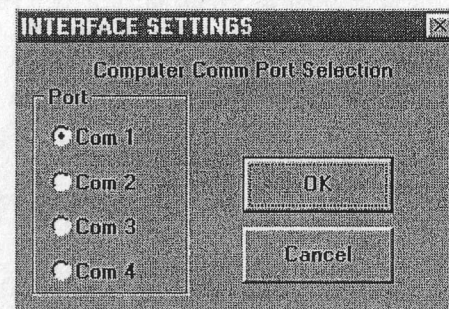 INTERFACE SETTINGS
Computer Comm Port Selection
Port
Com 1
Com 2
Com 3
Com 4
OK
Cancel